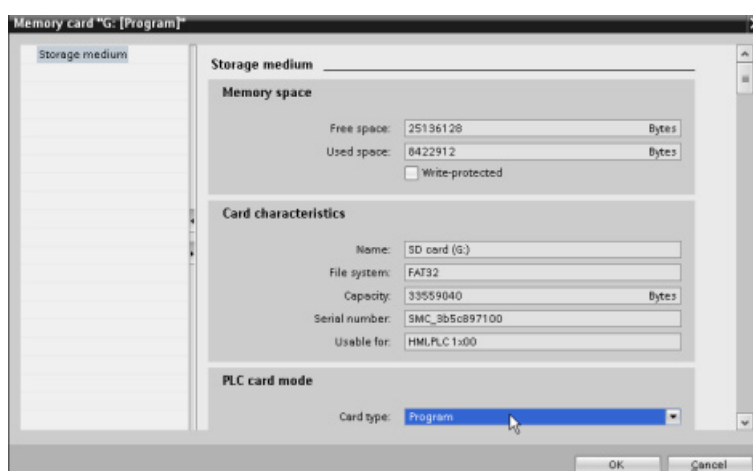 Memory card "G: [Program]"
Storage medium
Storage medium
Memory space
Free space: 25136128 Bytes
Used space: 8422912 Bytes
Write-protected
Card characteristics
Name: SD card (G:)
File system: FAT32
Capacity: 33559040 Bytes
Serial number: SMC_3b5c897100
Usable for: HMI,PLC1x00
PLC card mode
Card type: Program
OK Cancel